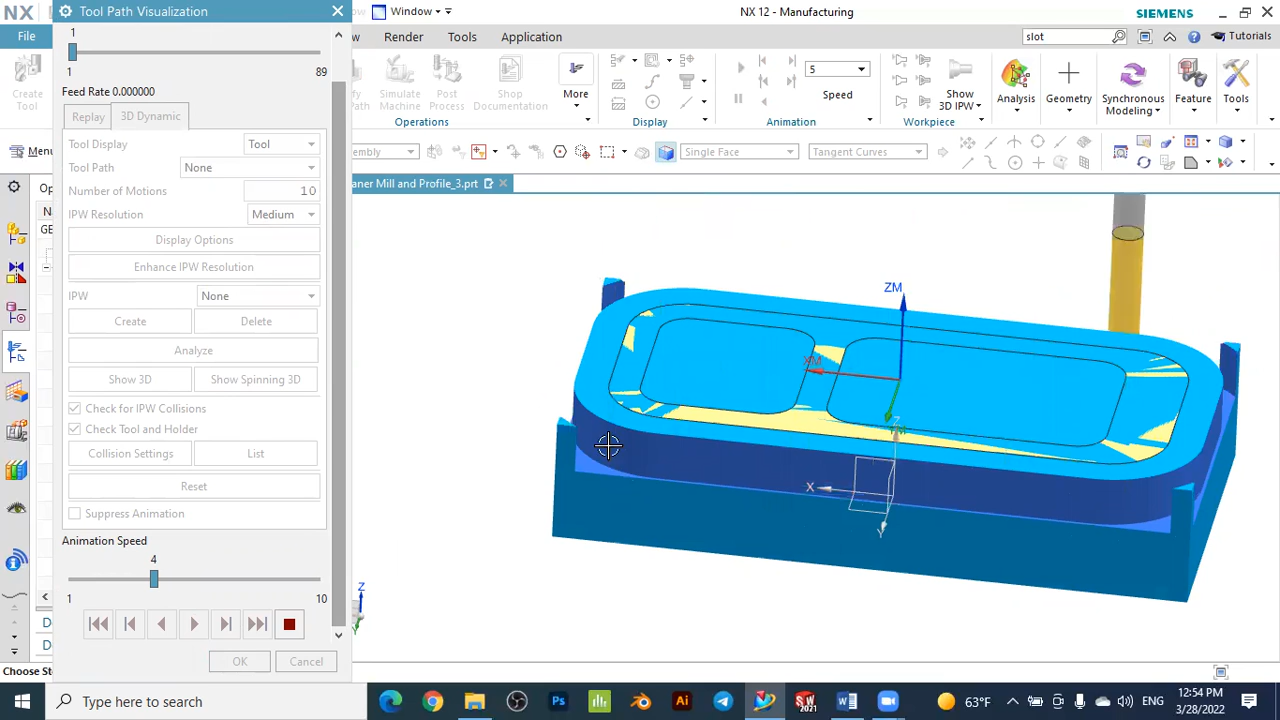 NX Window NX 12 - Manufacturing SIEMENS
Tool Path Visualization
File Render Tools Application slot Tutorials
1
1 89
Feed Rate 0.000000
Replay 3D Dynamic
Tool Display Tool
Tool Path None
Number of Motions 10
IPW Resolution Medium
Display Options
Enhance IPW Resolution
IPW None
Create Delete
Analyze
Show 3D Show Spinning 3D
Check for IPW Collisions
Check Tool and Holder
Collision Settings List
Reset
Suppress Animation
Animation Speed
4
1 10
OK Cancel
Create
Tool
Simulate
Machine
Post
Process
Shop
Documentation
More
Operations
Display
5
Speed
Animation
Show
3D IPW
Workpiece
Analysis
Geometry
Synchronous
Modeling
Feature
Tools
Menu
Single Face Tangent Curves
aner Mill and Profile_3.prt
ZM
XM
YM
Z
X
Y
Z
Type here to search
63°F ENG 12:54 PM
3/28/2022